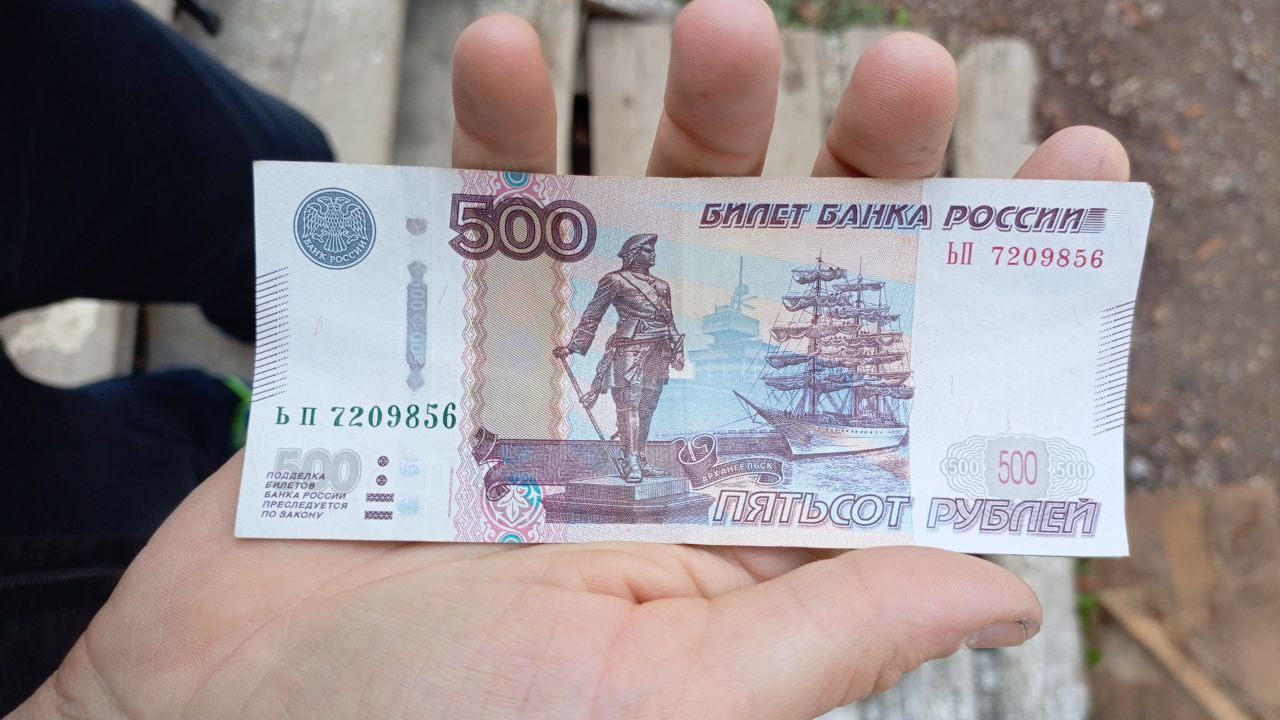 БАНК РОССИИ
500
БИЛЕТ БАНКА РОССИИ
ЬП 7209856
500
ЬП 7209856
500
ПОДДЕЛКА
БИЛЕТОВ
БАНКА РОССИИ
ПРЕСЛЕДУЕТСЯ
ПО ЗАКОНУ
АРХАНГЕЛЬСК
500 500 500
ПЯТЬСОТ РУБЛЕЙ